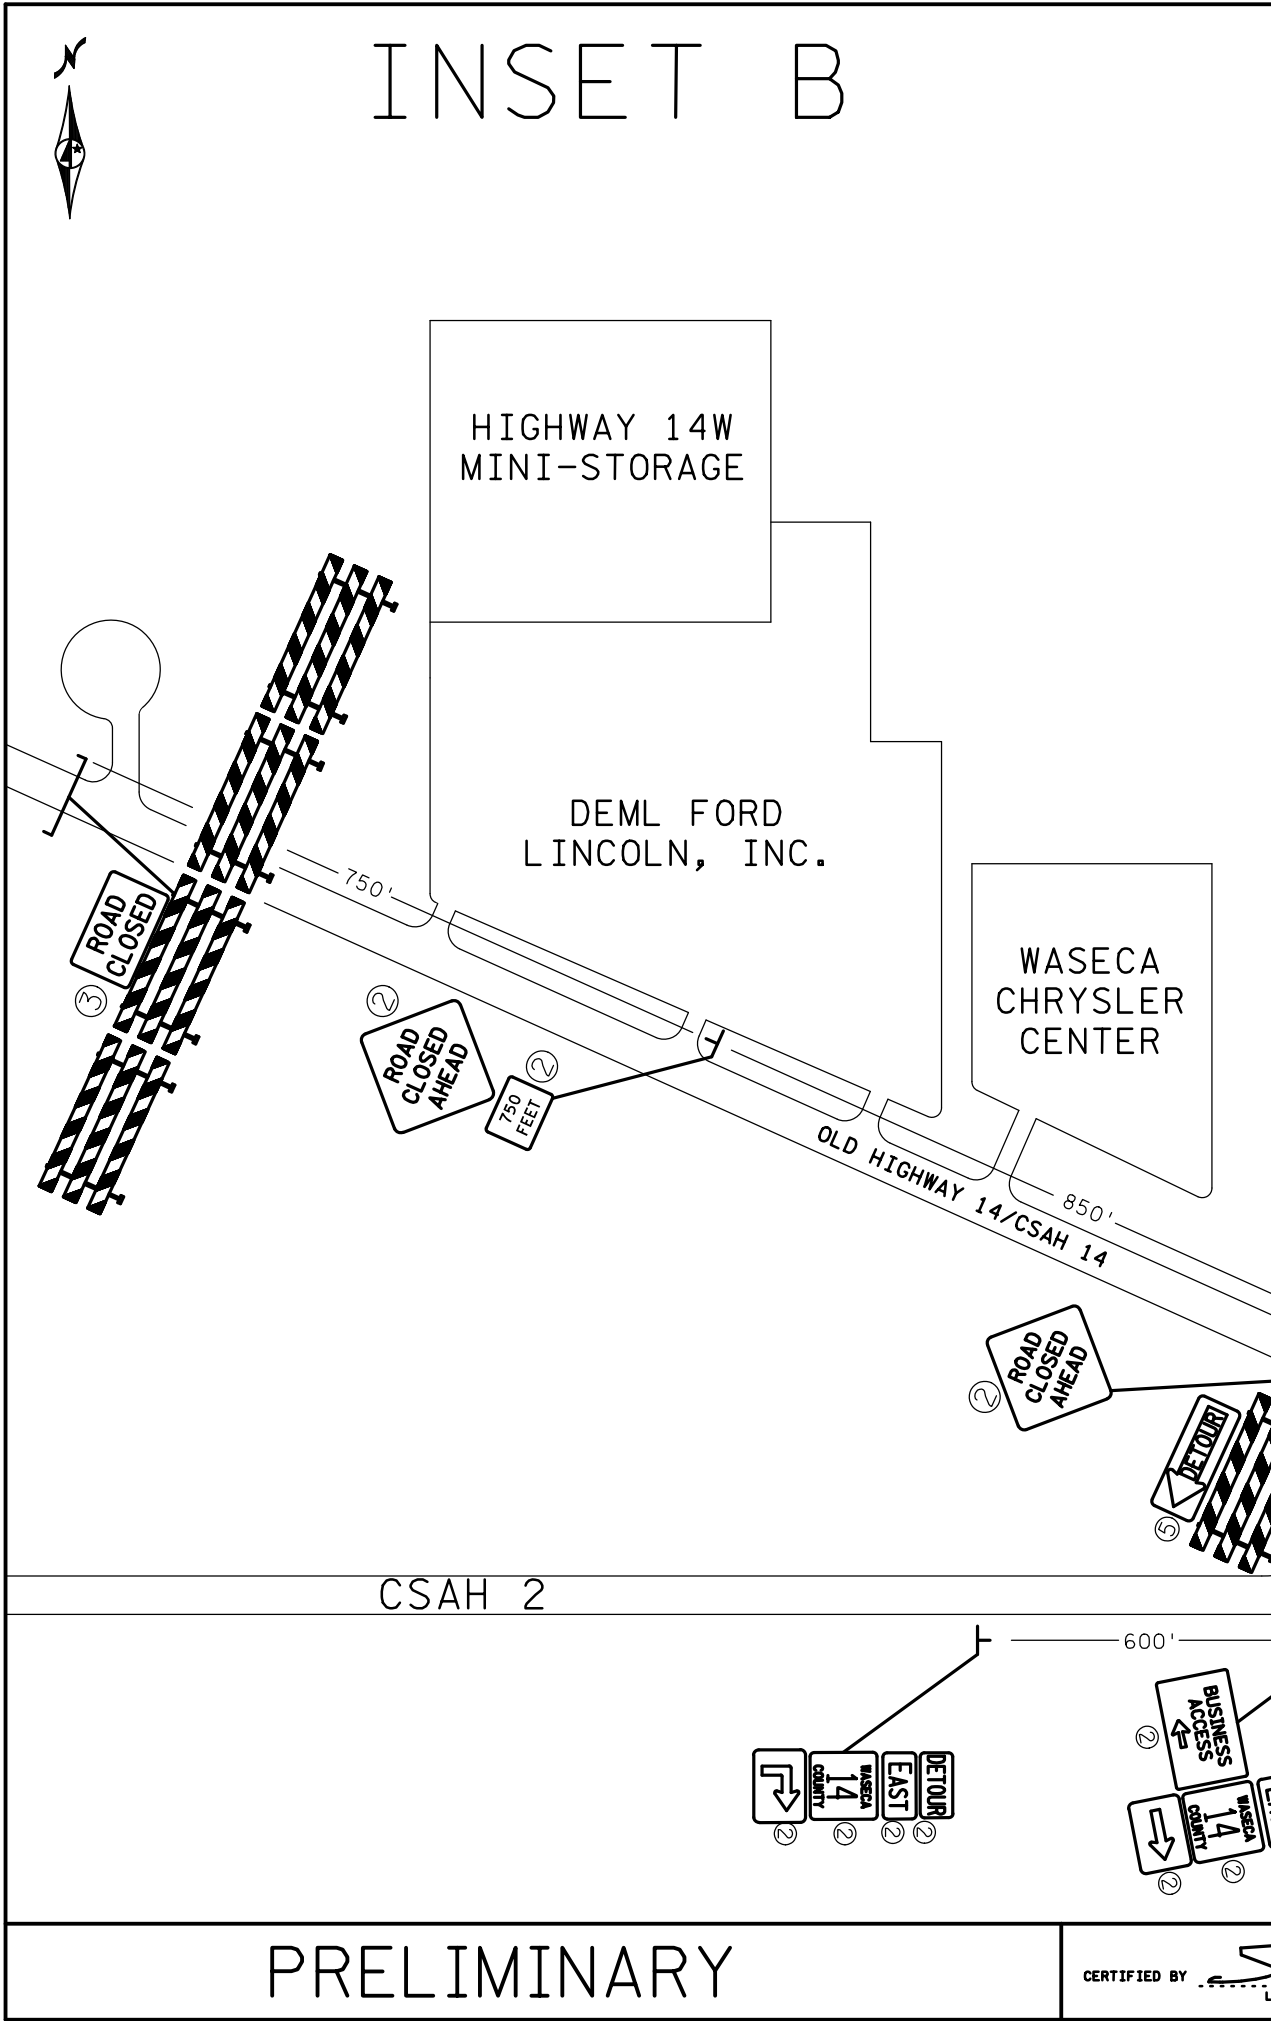 N
INSET B
HIGHWAY 14W
MINI-STORAGE
DEML FORD
LINCOLN, INC.
750'
WASECA
CHRYSLER
CENTER
ROAD
CLOSED
3
2
ROAD
CLOSED
AHEAD
2
750
FEET
OLD HIGHWAY 14/CSAH 14
850'
ROAD
CLOSED
AHEAD
2
DETOUR
5
CSAH 2
600'
BUSINESS
ACCESS
2
DETOUR
EAST
WASECA
14
COUNTY
2
2
2
2
WASECA
14
COUNTY
2
2
PRELIMINARY
CERTIFIED BY